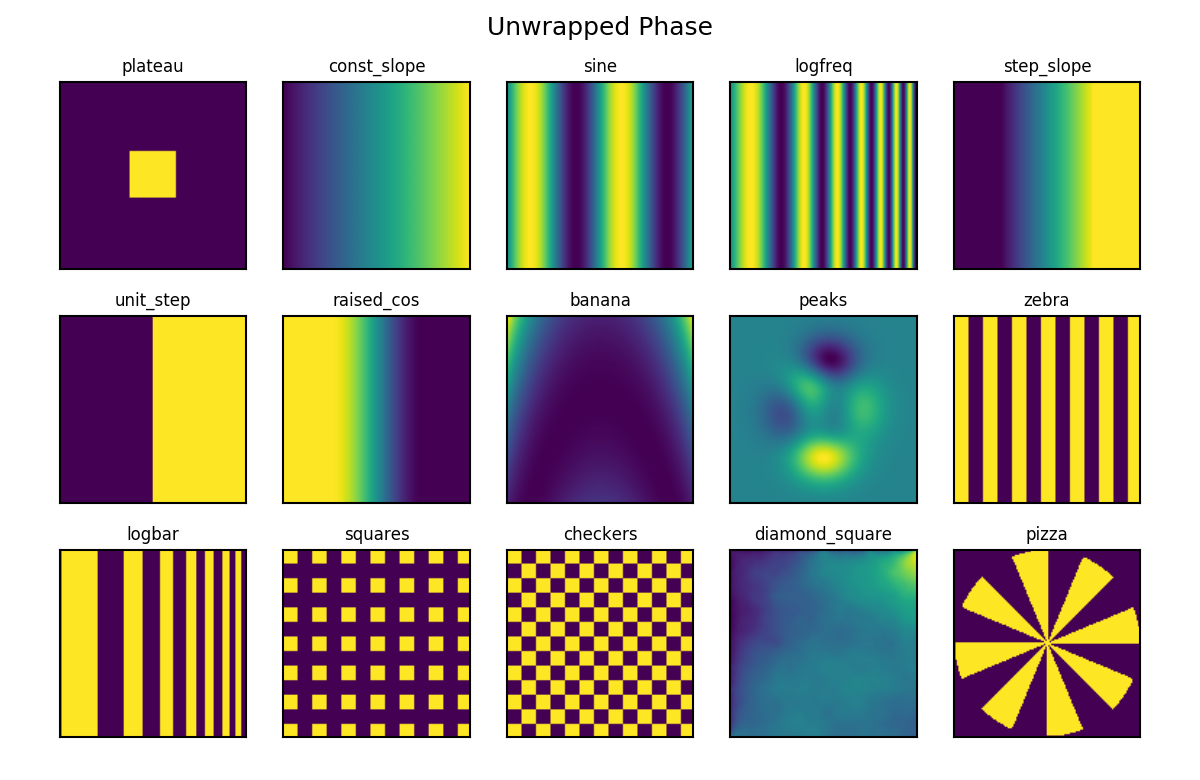 Unwrapped Phase
plateau
const_slope
sine
logfreq
step_slope
unit_step
raised_cos
banana
peaks
zebra
logbar
squares
checkers
diamond_square
pizza